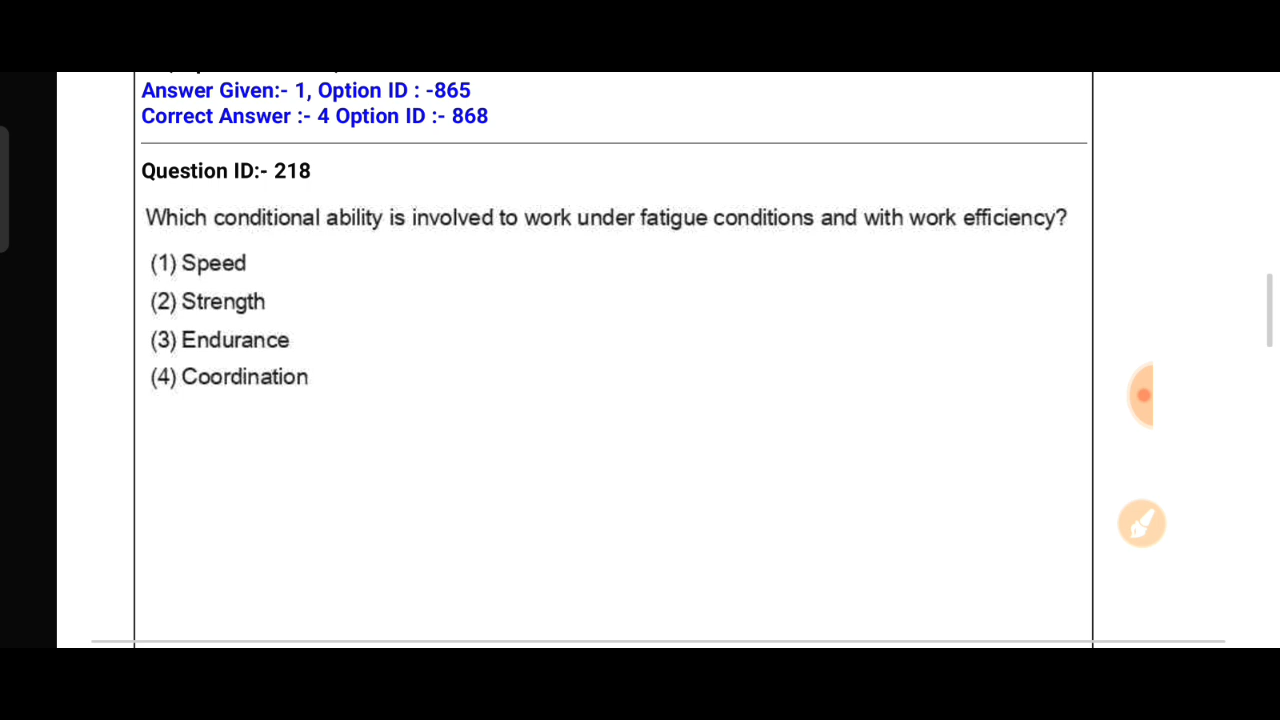 Answer Given:- 1, Option ID : -865
Correct Answer :- 4 Option ID :- 868
Question ID:- 218
Which conditional ability is involved to work under fatigue conditions and with work efficiency?
(1) Speed
(2) Strength
(3) Endurance
(4) Coordination